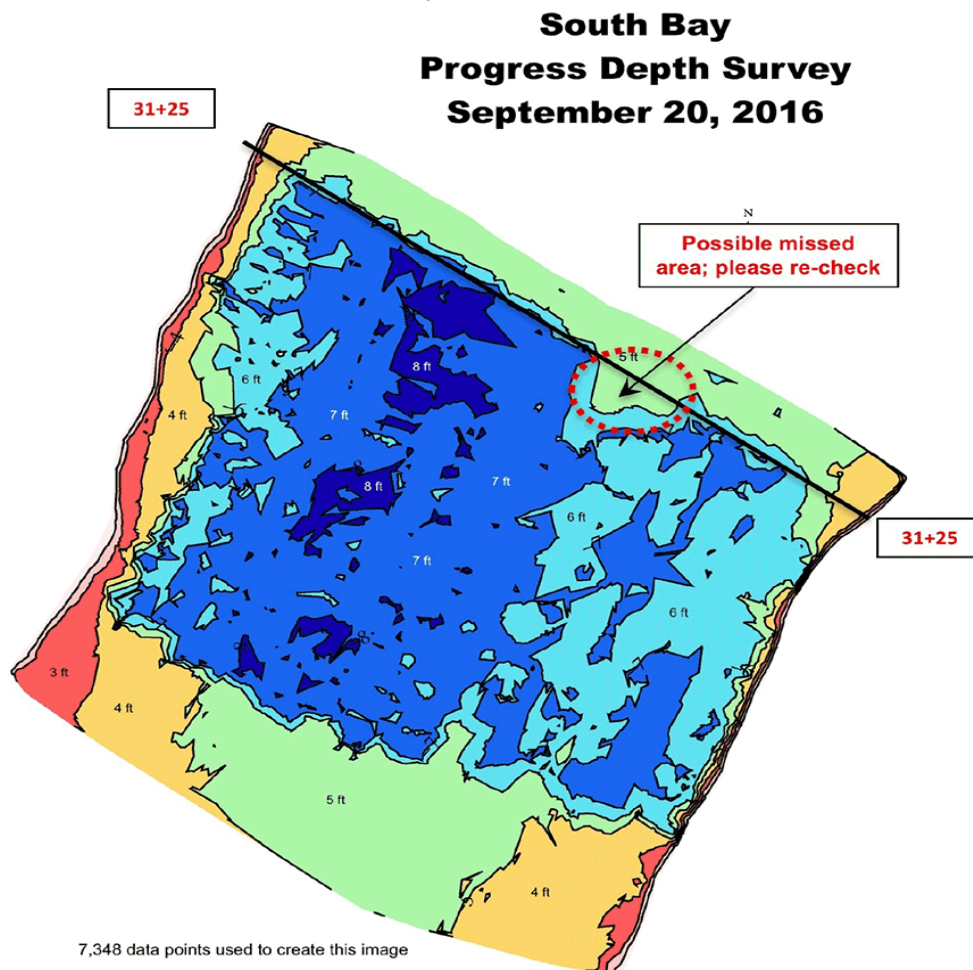 South Bay
Progress Depth Survey
September 20, 2016
31+25
N
Possible missed
area; please re-check
5 ft
8 ft
6 ft
7 ft
4 ft
8 ft
7 ft
6 ft
31+25
7 ft
6 ft
3 ft
4 ft
5 ft
4 ft
7,348 data points used to create this image